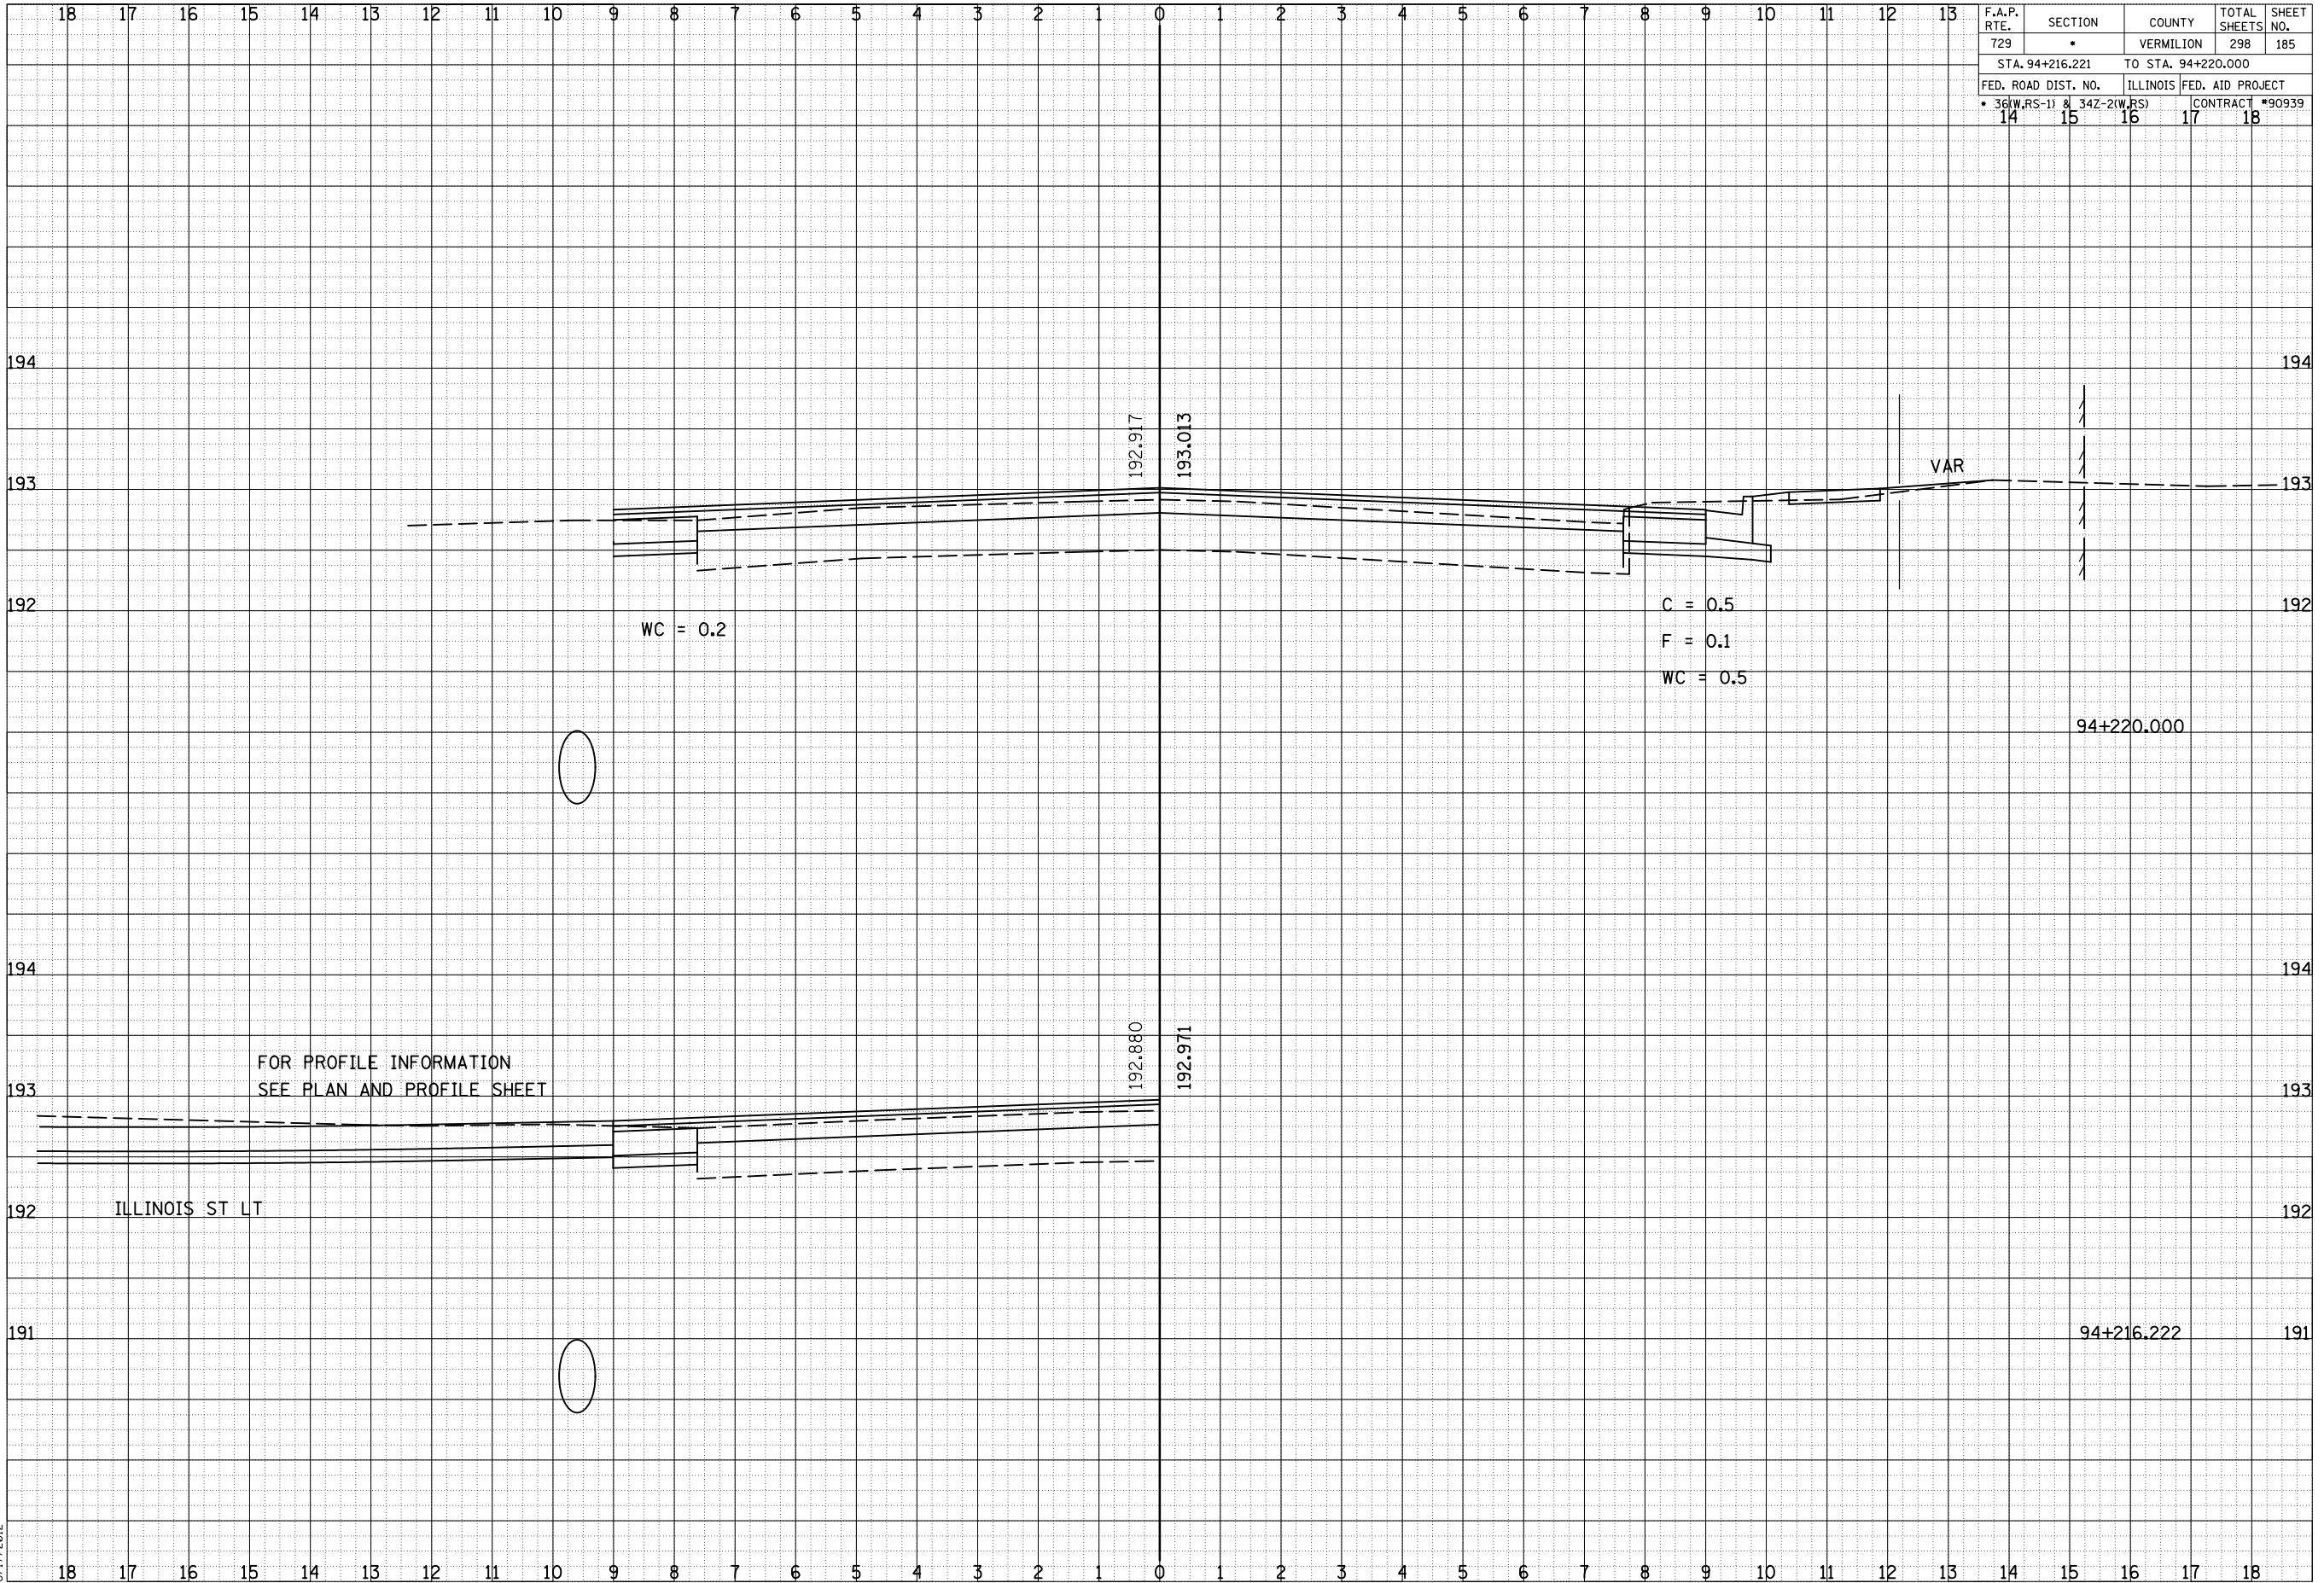 18 17 16 15 14 13 12 11 10 9 8 7 6 5 4 3 2 1 0 1 2 3 4 5 6 7 8 9 10 11 12 13
F.A.P. RTE. SECTION COUNTY TOTAL SHEETS SHEET NO.
729 • VERMILION 298 185
STA. 94+216.221 TO STA. 94+220.000
FED. ROAD DIST. NO. ILLINOIS FED. AID PROJECT
• 36(W,RS-1) & 34Z-2(W,RS) CONTRACT #90939
14 15 16 17 18
194 194
192.917 193.013
VAR
193 193
192 C = 0.5 192
WC = 0.2
F = 0.1
WC = 0.5
94+220.000
194 194
192.880 192.971
FOR PROFILE INFORMATION
193 SEE PLAN AND PROFILE SHEET 193
192 ILLINOIS ST LT 192
191 94+216.222 191
18 17 16 15 14 13 12 11 10 9 8 7 6 5 4 3 2 1 0 1 2 3 4 5 6 7 8 9 10 11 12 13 14 15 16 17 18